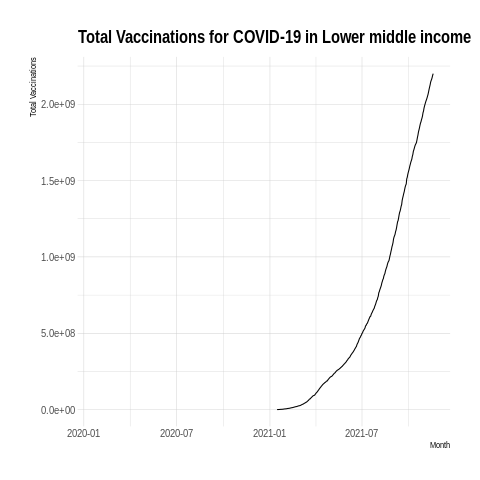 Total Vaccinations for COVID-19 in Lower middle income
Total Vaccinations
2.0e+09
1.5e+09
1.0e+09
5.0e+08
0.0e+00
2020-01 2020-07 2021-01 2021-07
Month